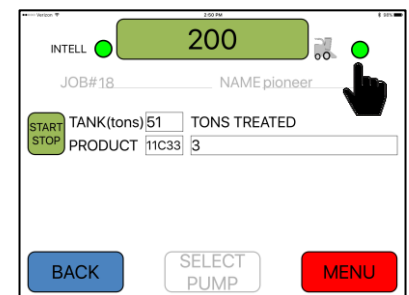 Verizon 2:50 PM
INTELL 200
JOB#18 NAME pioneer
START STOP
TANK(tons) 51 TONS TREATED
PRODUCT 11C33 3
BACK
SELECT PUMP
MENU